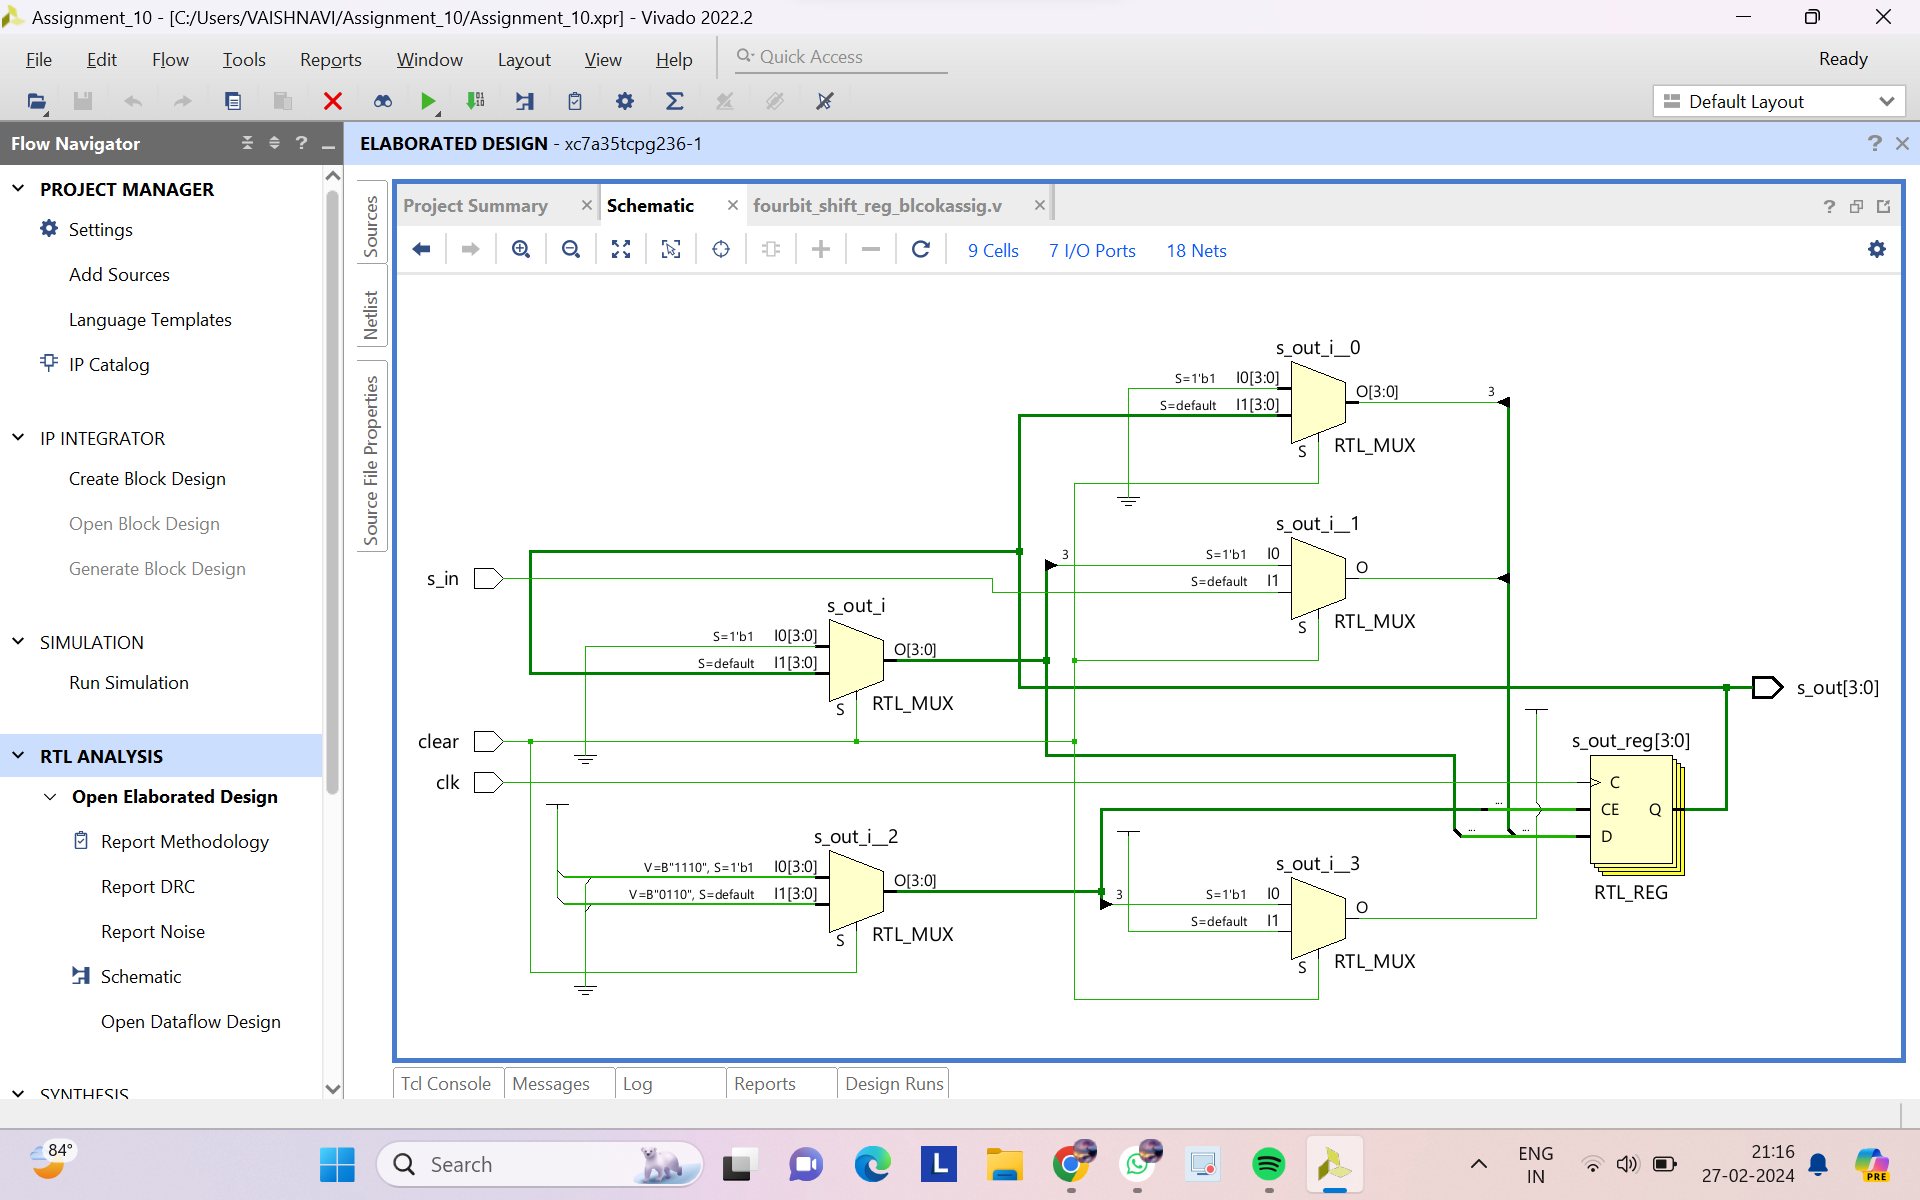 Assignment_10 - [C:/Users/VAISHNAVI/Assignment_10/Assignment_10.xpr] - Vivado 2022.2
File Edit Flow Tools Reports Window Layout View Help Quick Access Ready
Default Layout
Flow Navigator
ELABORATED DESIGN - xc7a35tcpg236-1
PROJECT MANAGER
Settings
Add Sources
Language Templates
IP Catalog
IP INTEGRATOR
Create Block Design
Open Block Design
Generate Block Design
SIMULATION
Run Simulation
RTL ANALYSIS
Open Elaborated Design
Report Methodology
Report DRC
Report Noise
Schematic
Open Dataflow Design
SYNTHESIS
Sources
Netlist
Source File Properties
Project Summary Schematic fourbit_shift_reg_blcokassig.v
9 Cells 7 I/O Ports 18 Nets
s_out_i__0
S=1'b1 I0[3:0]
S=default I1[3:0]
O[3:0]
3
S
RTL_MUX
s_out_i__1
3
S=1'b1 I0
S=default I1
O
S
RTL_MUX
s_in
s_out_i
S=1'b1 I0[3:0]
S=default I1[3:0]
O[3:0]
S
RTL_MUX
s_out[3:0]
clear
clk
s_out_reg[3:0]
C
CE
Q
D
...
...
...
RTL_REG
s_out_i__2
V=B"1110", S=1'b1 I0[3:0]
V=B"0110", S=default I1[3:0]
O[3:0]
S
RTL_MUX
s_out_i__3
3
S=1'b1 I0
S=default I1
O
S
RTL_MUX
Tcl Console Messages Log Reports Design Runs
84°
Search
L
ENG
IN
21:16
27-02-2024
PRE